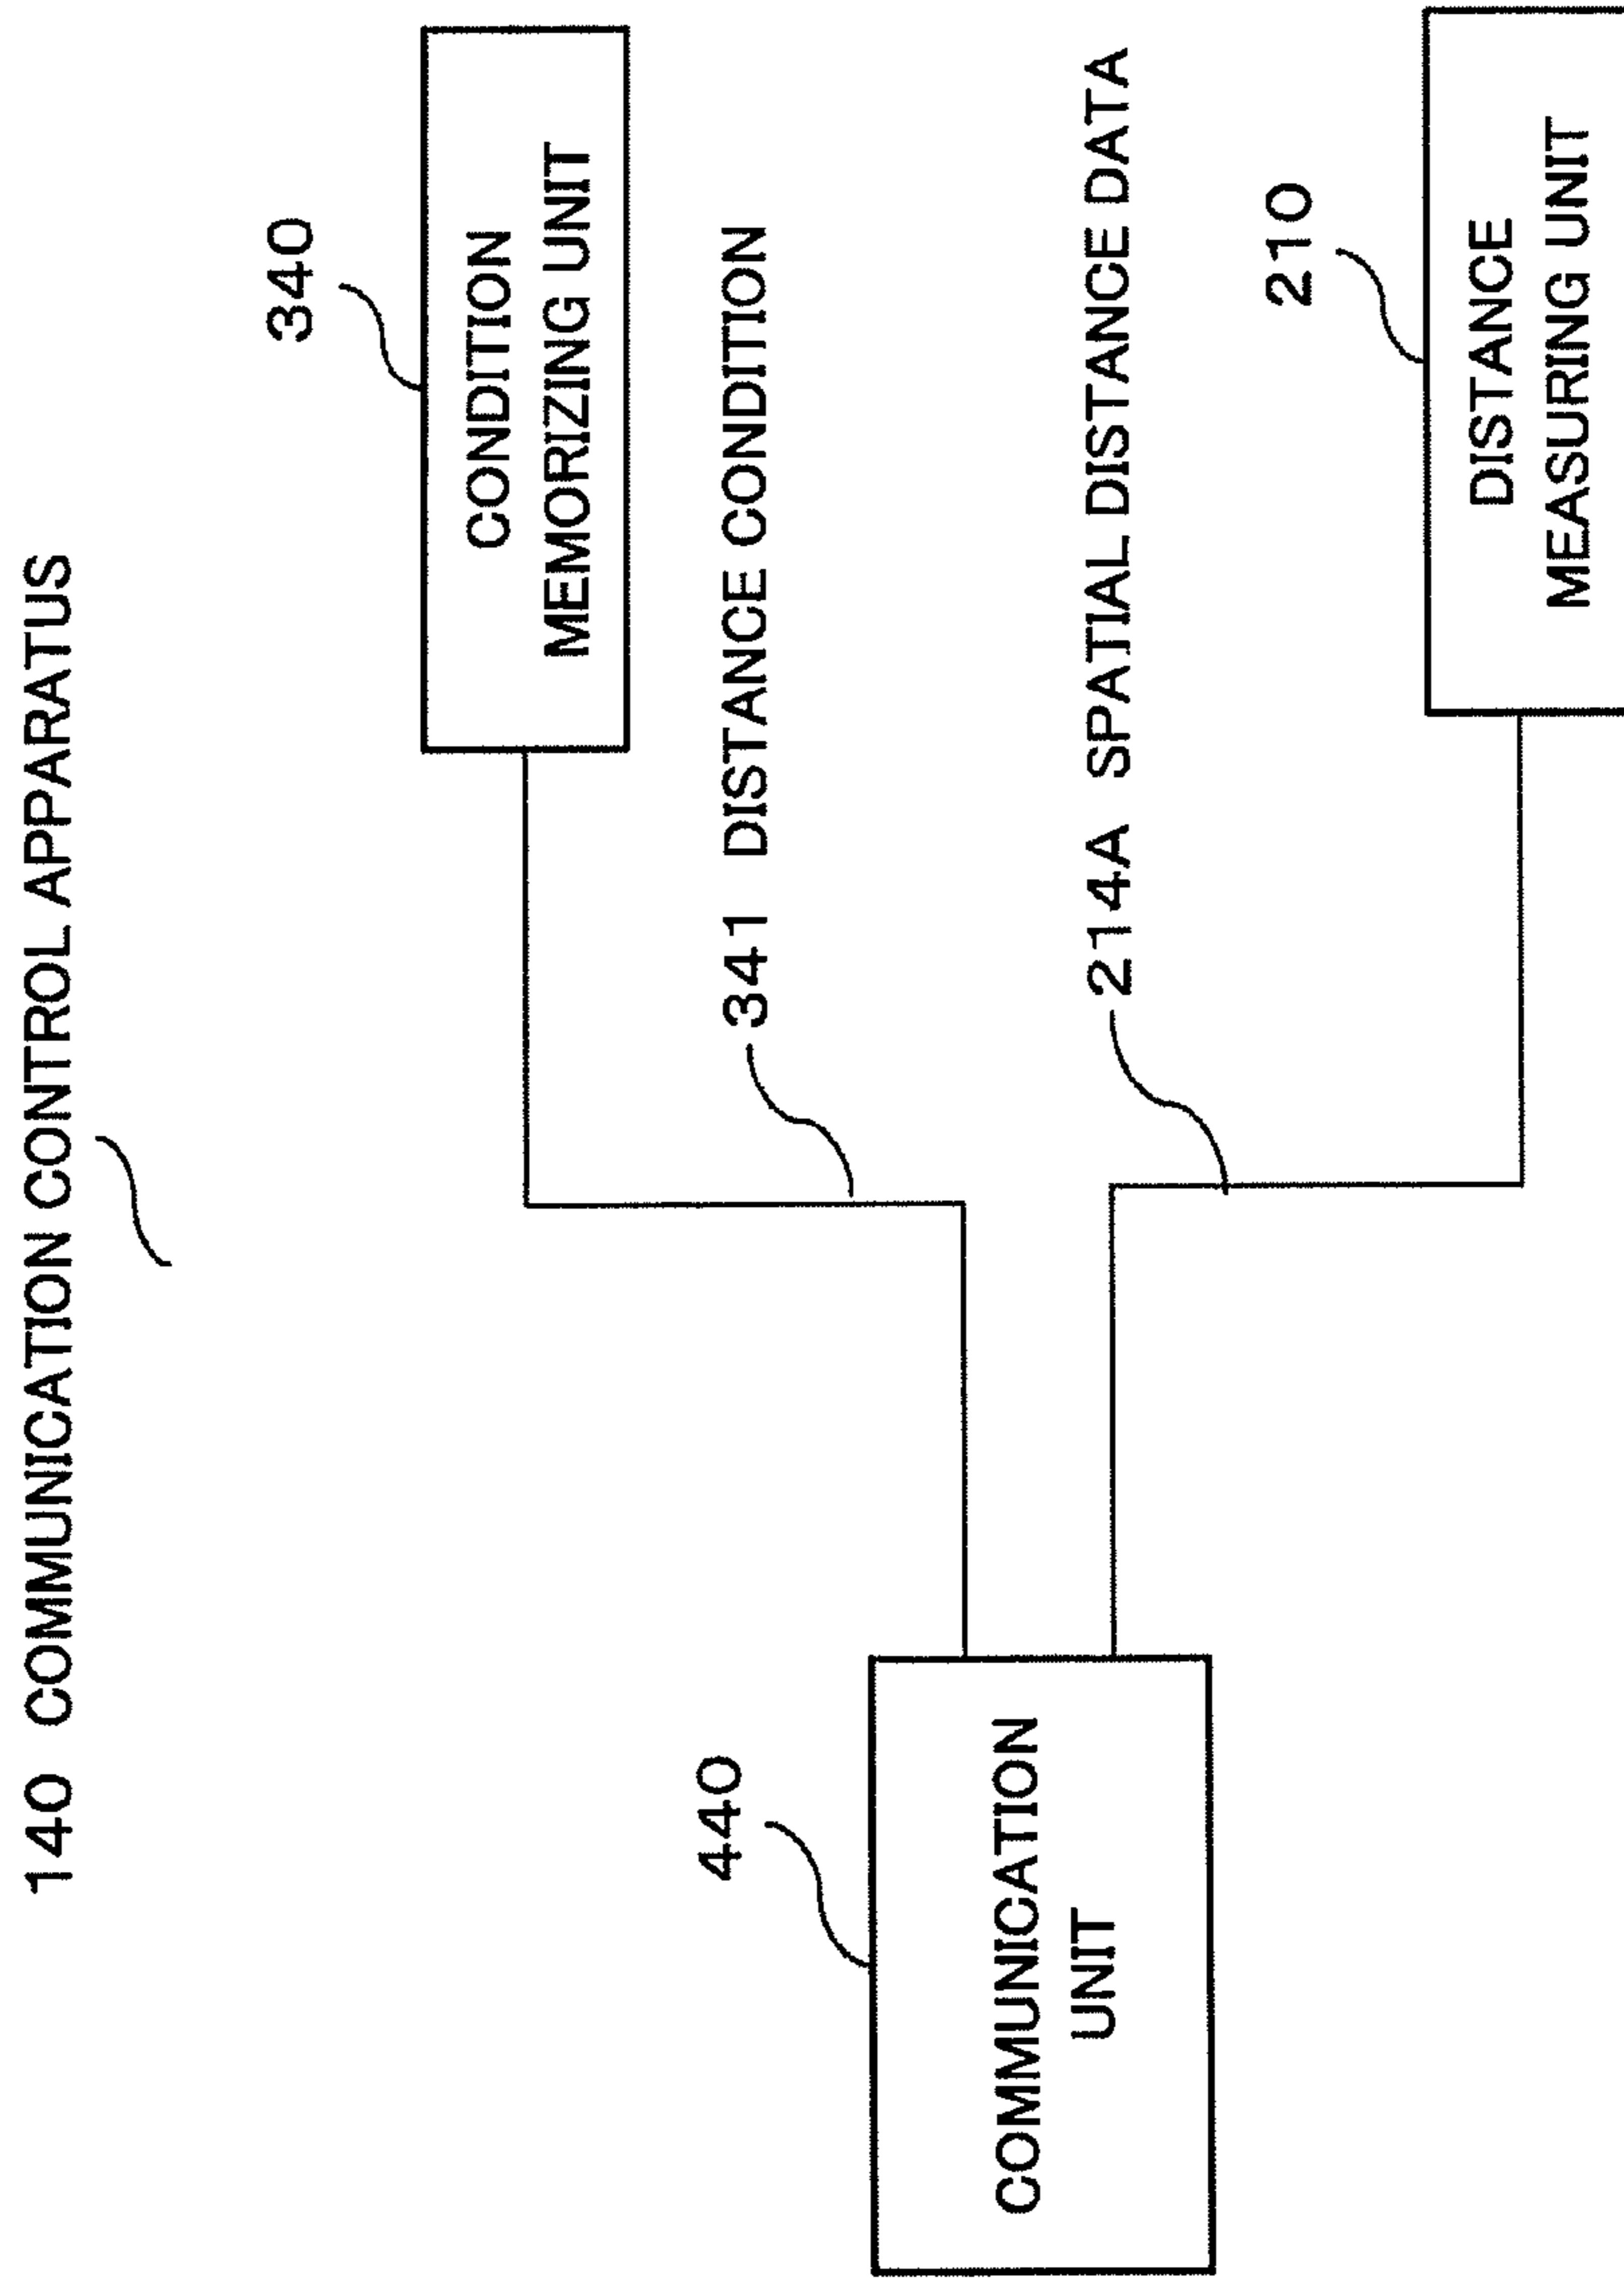 140 COMMUNICATION CONTROL APPARATUS
340
CONDITION
MEMORIZING UNIT
341 DISTANCE CONDITION
440
COMMUNICATION
UNIT
214A SPATIAL DISTANCE DATA
210
DISTANCE
MEASURING UNIT